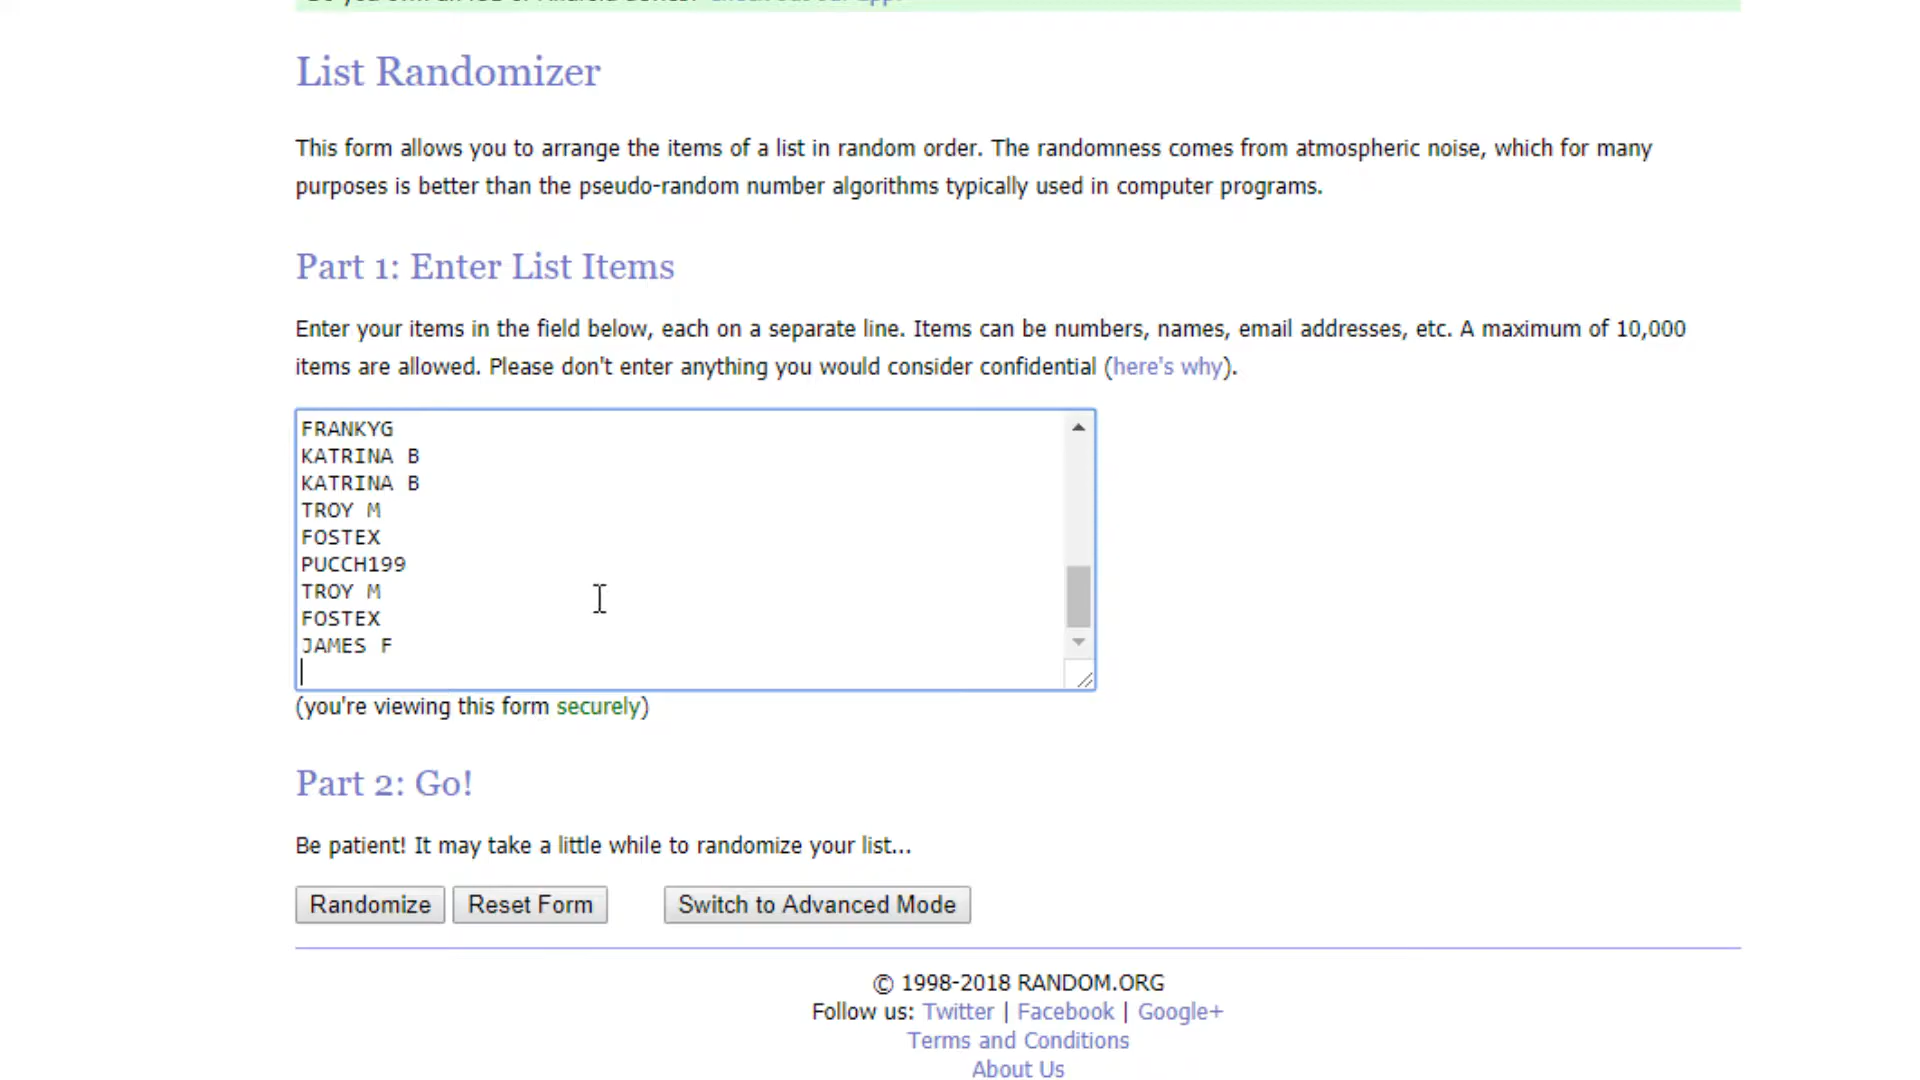 List Randomizer
This form allows you to arrange the items of a list in random order. The randomness comes from atmospheric noise, which for many
purposes is better than the pseudo-random number algorithms typically used in computer programs.
Part 1: Enter List Items
Enter your items in the field below, each on a separate line. Items can be numbers, names, email addresses, etc. A maximum of 10,000
items are allowed. Please don't enter anything you would consider confidential (here's why).
FRANKYG
KATRINA B
KATRINA B
TROY M
FOSTEX
PUCCH199
TROY M
FOSTEX
JAMES F
(you're viewing this form securely)
Part 2: Go!
Be patient! It may take a little while to randomize your list...
Randomize Reset Form Switch to Advanced Mode
© 1998-2018 RANDOM.ORG
Follow us: Twitter | Facebook | Google+
Terms and Conditions
About Us